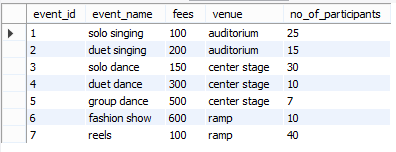 event_id event_name fees venue no_of_participants
1 solo singing 100 auditorium 25
2 duet singing 200 auditorium 15
3 solo dance 150 center stage 30
4 duet dance 300 center stage 10
5 group dance 500 center stage 7
6 fashion show 600 ramp 10
7 reels 100 ramp 40